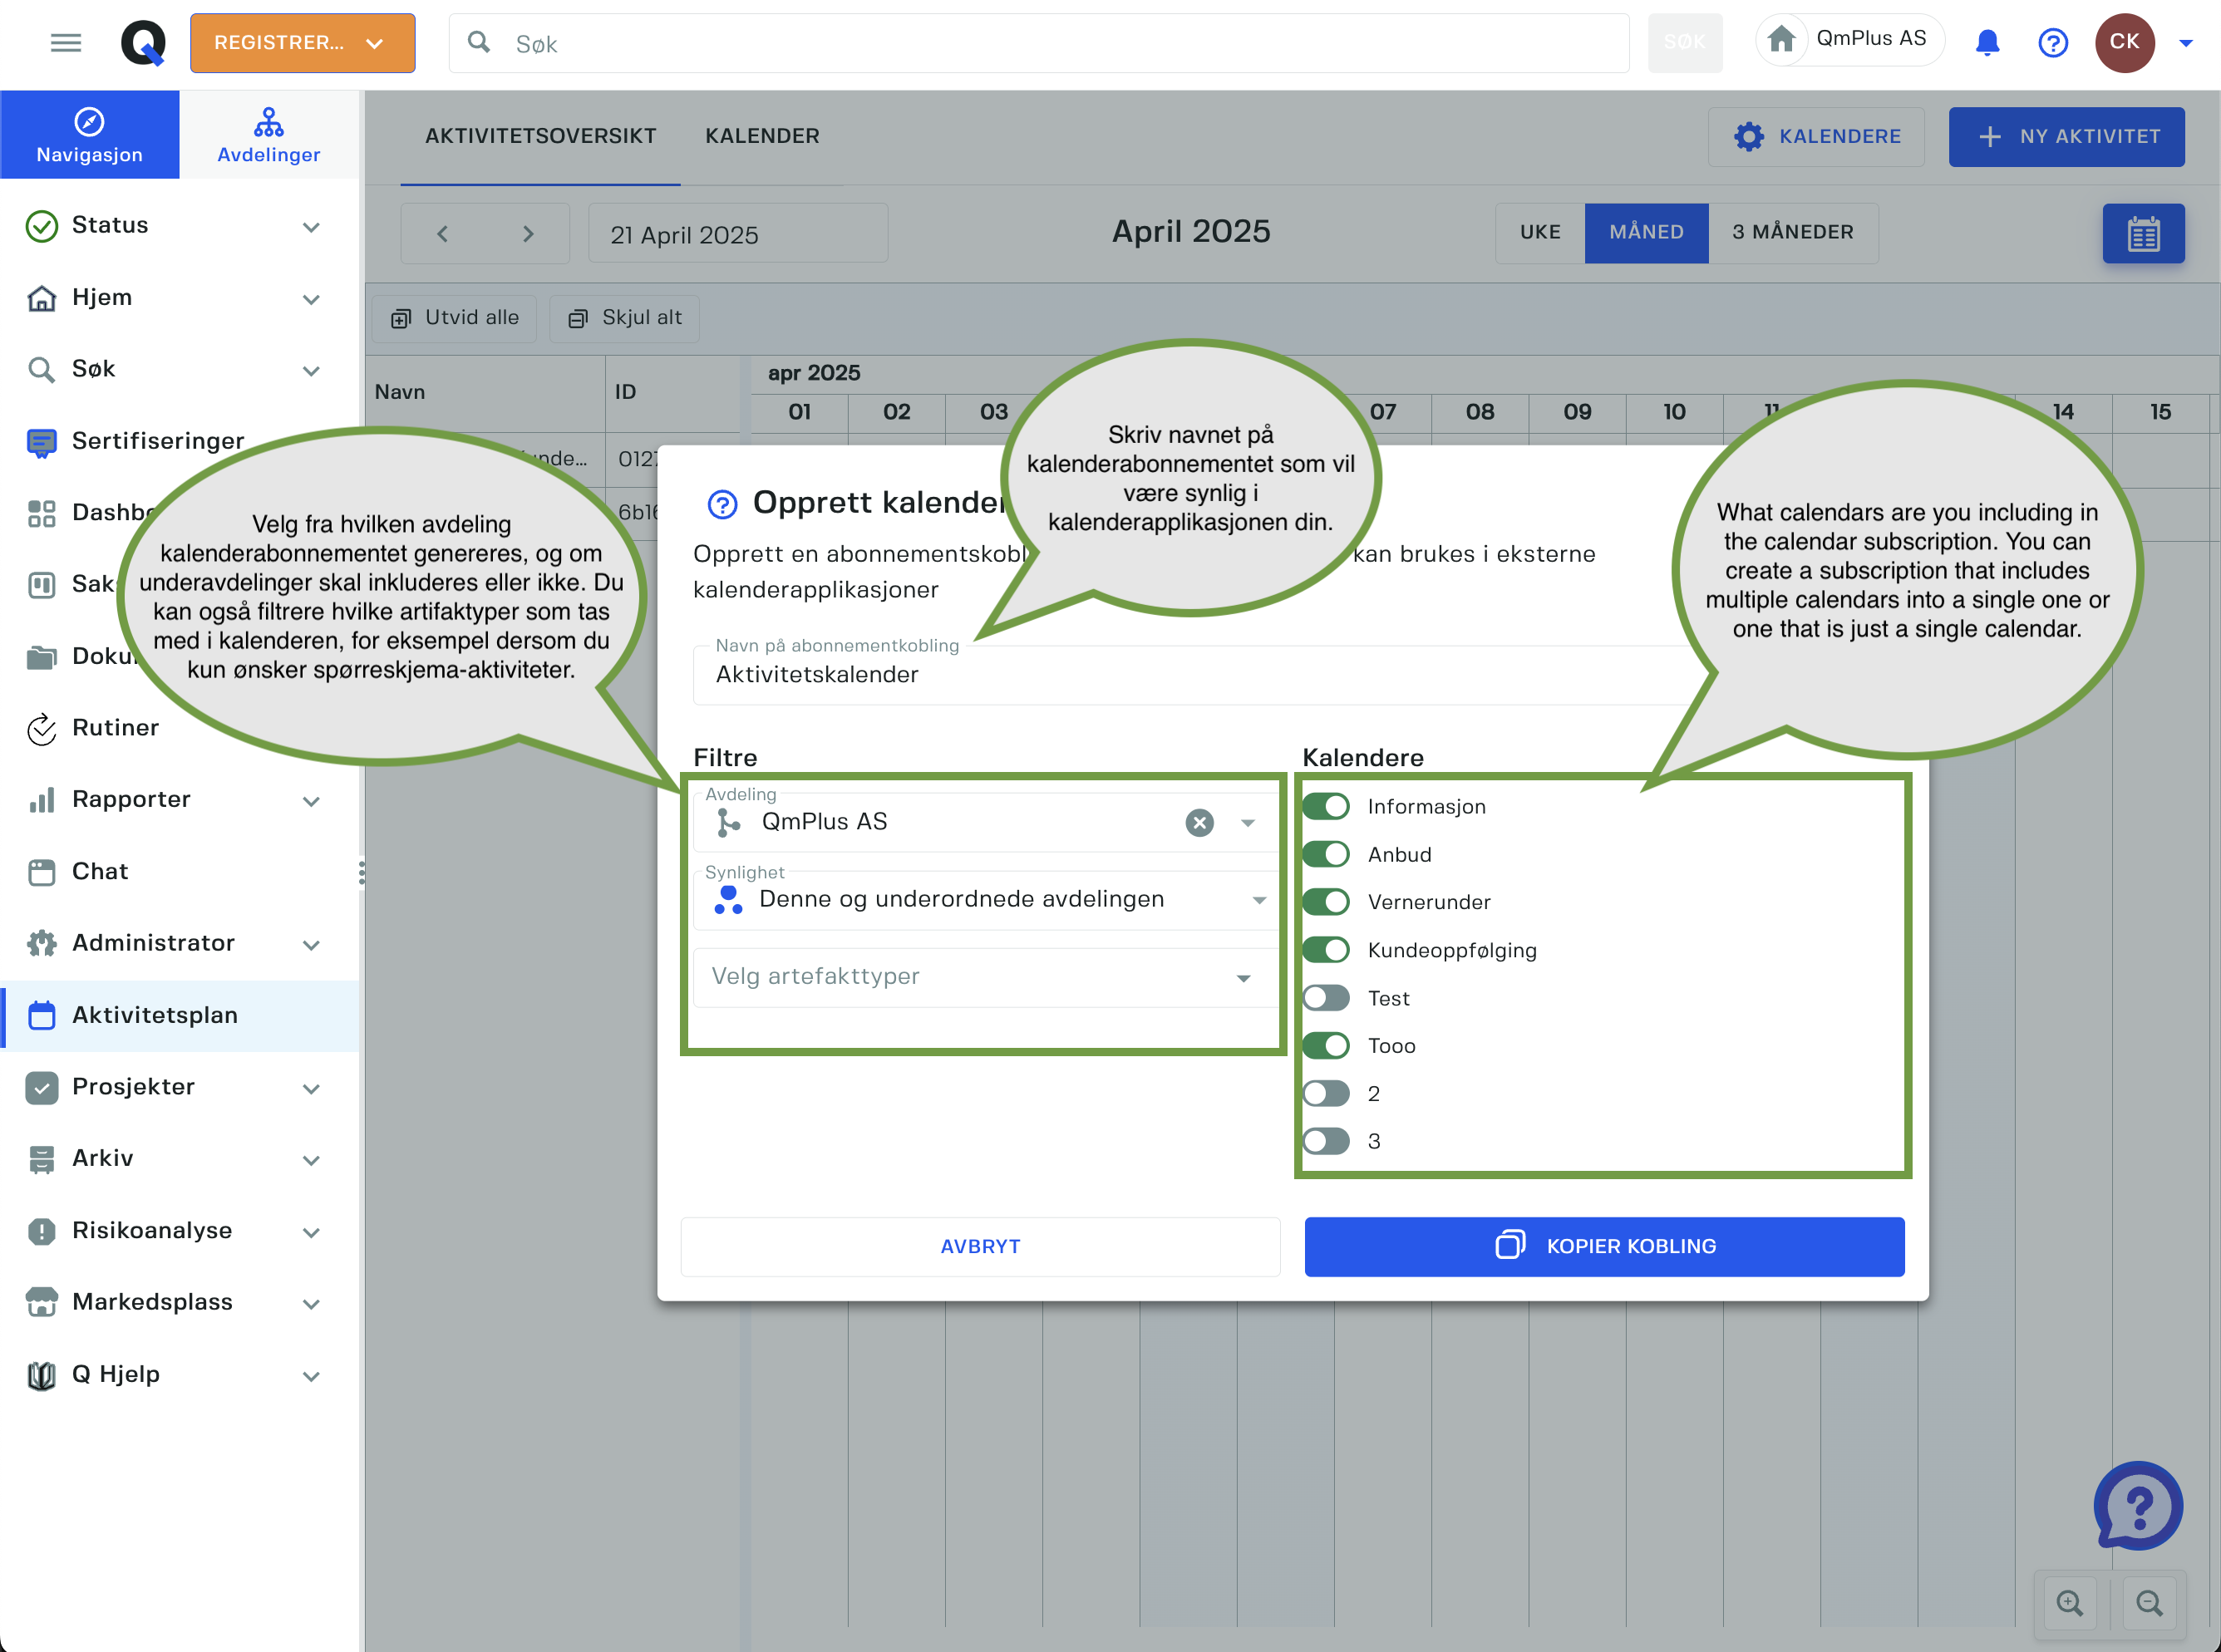 REGISTRER...
Søk
SØK
QmPlus AS
CK
Navigasjon
Avdelinger
AKTIVITETSOVERSIKT
KALENDER
KALENDERE
NY AKTIVITET
Status
21 April 2025
April 2025
UKE
MÅNED
3 MÅNEDER
Hjem
Utvid alle
Skjul alt
Søk
Navn
ID
apr 2025
01
02
03
07
08
09
10
11
14
15
Sertifiseringer
unde...
0127
6b16
Skriv navnet på
kalenderabonnementet som vil
være synlig i
kalenderapplikasjonen din.
What calendars are you including in
the calendar subscription. You can
create a subscription that includes
multiple calendars into a single one or
one that is just a single calendar.
Velg fra hvilken avdeling
kalenderabonnementet genereres, og om
underavdelinger skal inkluderes eller ikke. Du
kan også filtrere hvilke artifaktyper som tas
med i kalenderen, for eksempel dersom du
kun ønsker spørreskjema-aktiviteter.
Dashbo
Sak
Doku
Rutiner
Rapporter
Chat
Administrator
Aktivitetsplan
Prosjekter
Arkiv
Risikoanalyse
Markedsplass
Q Hjelp
Opprett kalender
Opprett en abonnementskobl
kan brukes i eksterne
kalenderapplikasjoner
Navn på abonnementkobling
Aktivitetskalender
Filtre
Avdeling
QmPlus AS
Synlighet
Denne og underordnede avdelingen
Velg artefakttyper
Kalendere
Informasjon
Anbud
Vernerunder
Kundeoppfølging
Test
Tooo
2
3
AVBRYT
KOPIER KOBLING